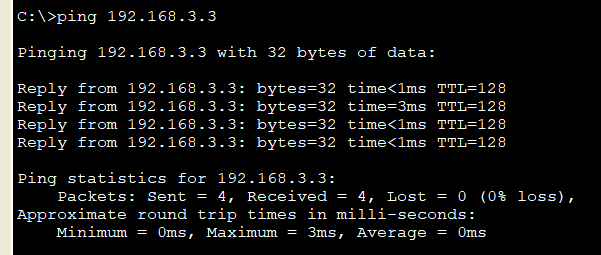 C:\>ping 192.168.3.3
Pinging 192.168.3.3 with 32 bytes of data:
Reply from 192.168.3.3: bytes=32 time<1ms TTL=128
Reply from 192.168.3.3: bytes=32 time=3ms TTL=128
Reply from 192.168.3.3: bytes=32 time<1ms TTL=128
Reply from 192.168.3.3: bytes=32 time<1ms TTL=128
Ping statistics for 192.168.3.3:
    Packets: Sent = 4, Received = 4, Lost = 0 (0% loss),
Approximate round trip times in milli-seconds:
    Minimum = 0ms, Maximum = 3ms, Average = 0ms